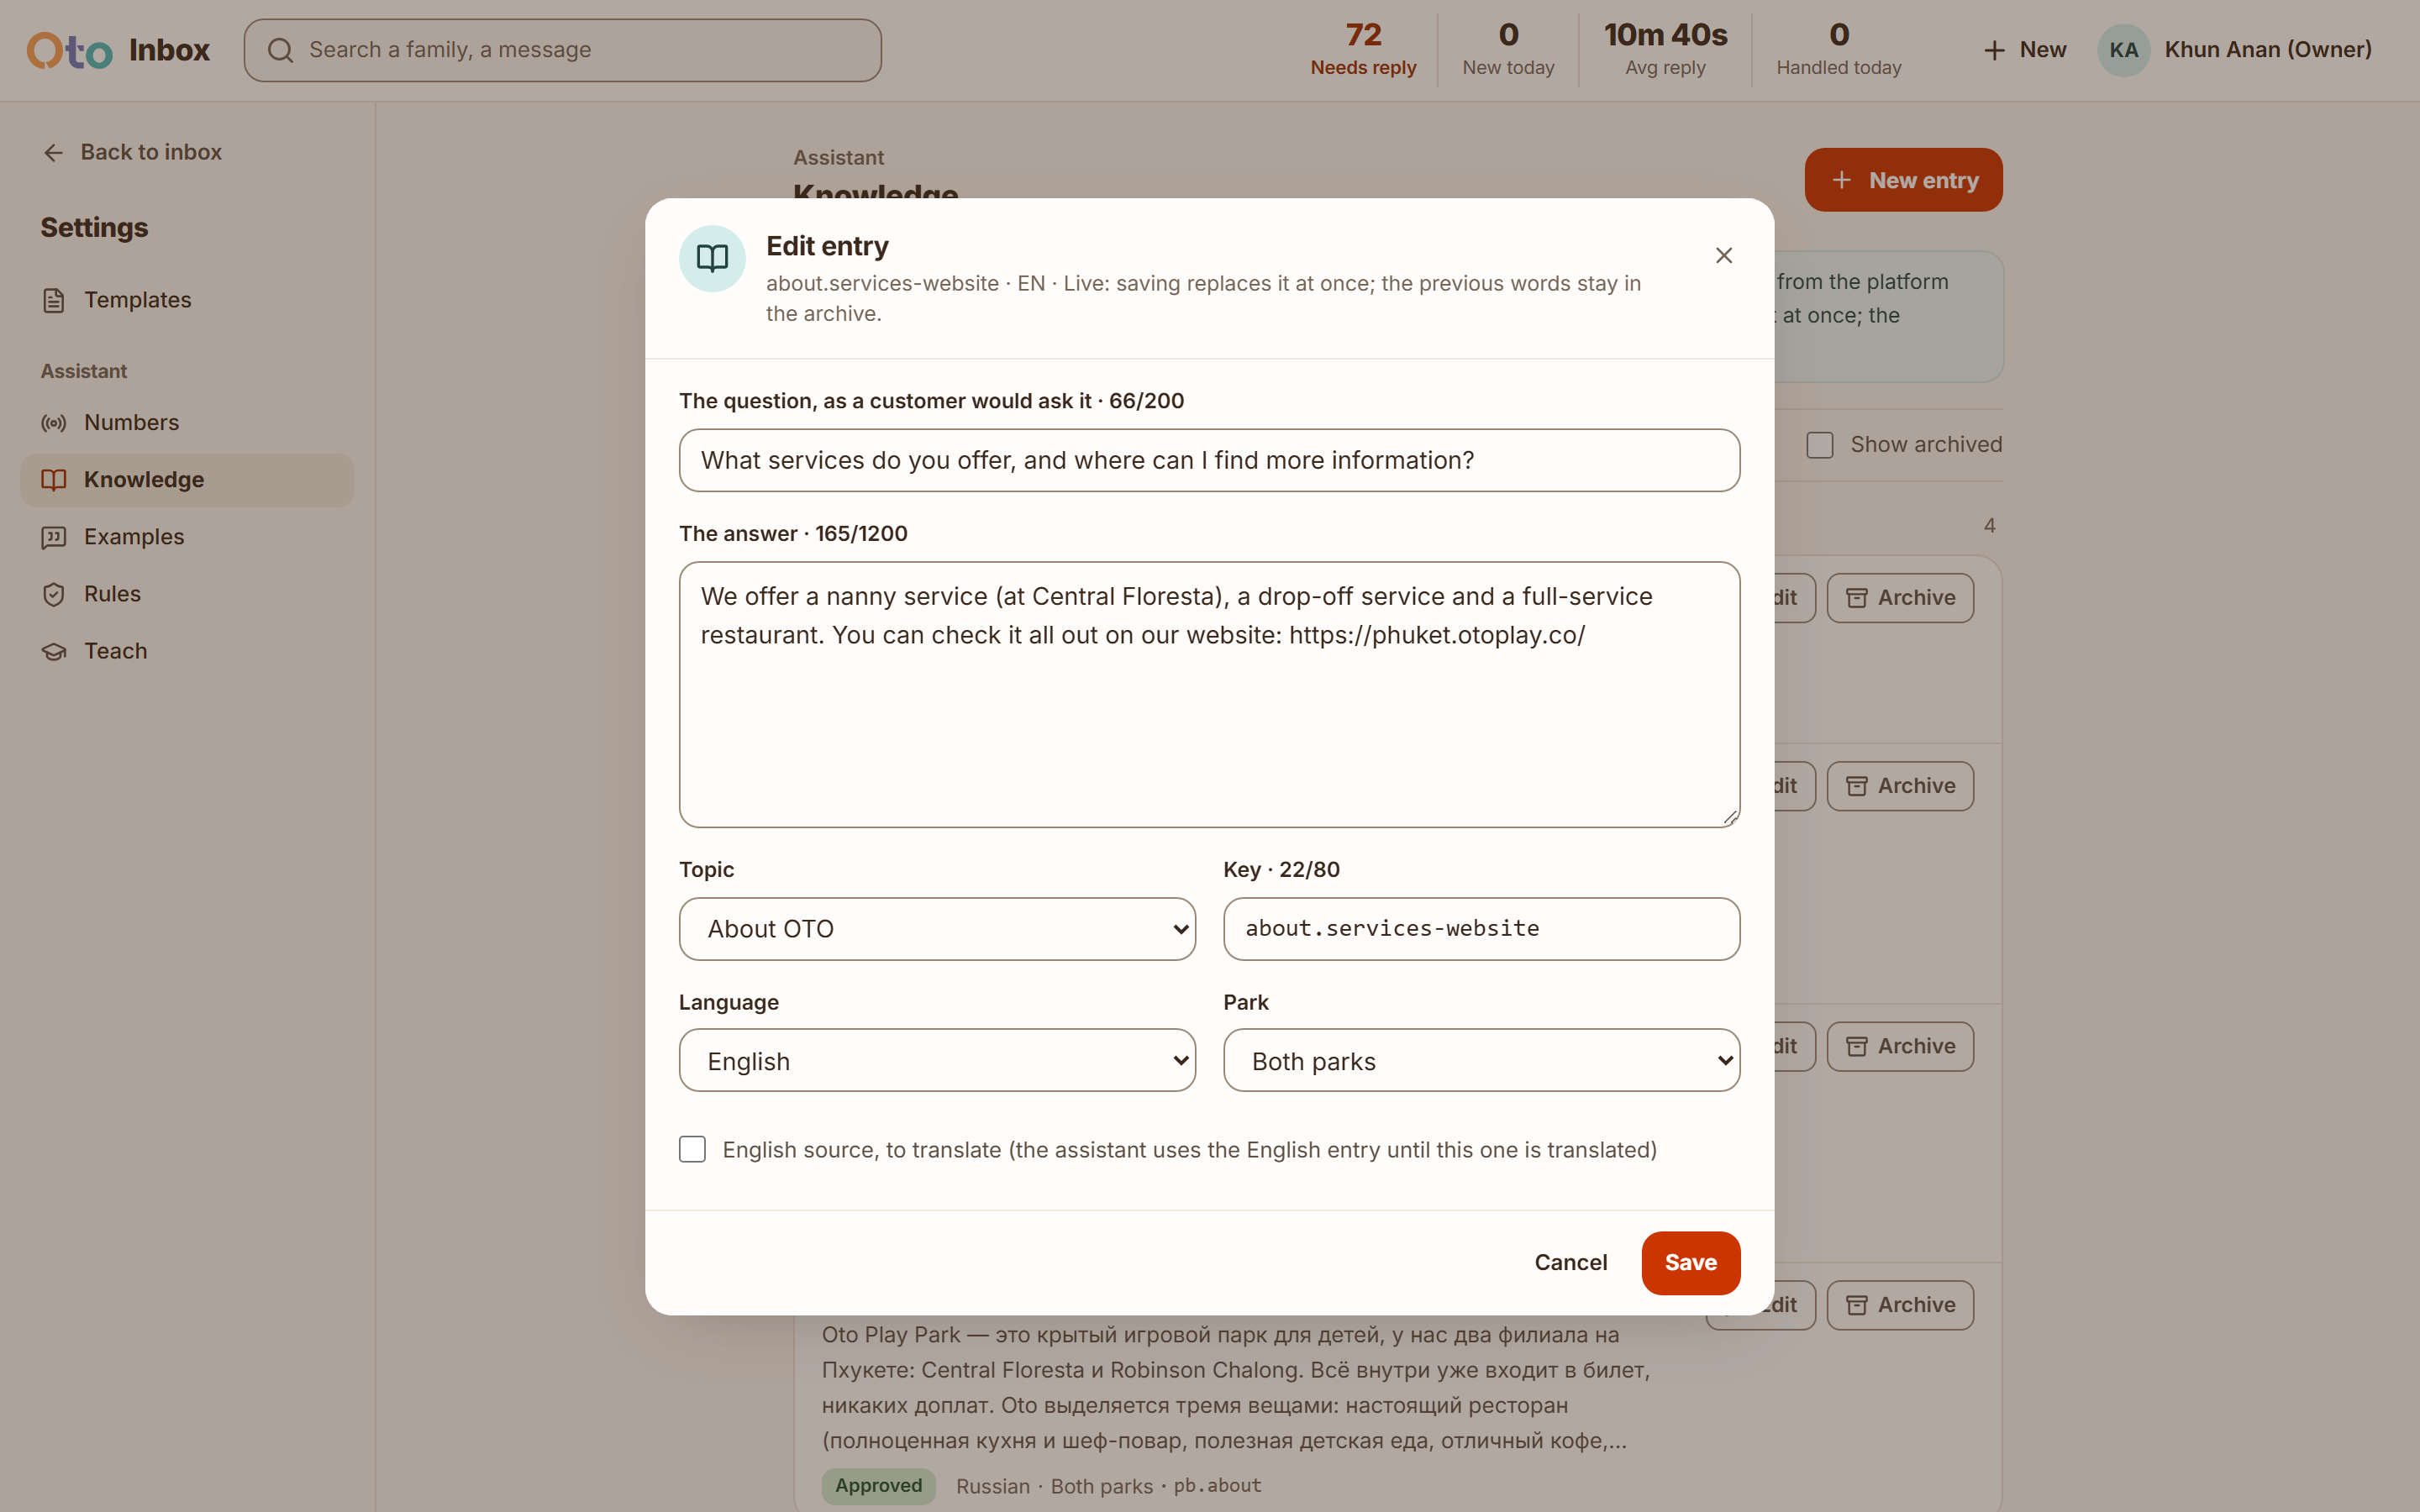 Oto Inbox
Search a family, a message
72
Needs reply
0
New today
10m 40s
Avg reply
0
Handled today
New
KA
Khun Anan (Owner)
Back to inbox
Settings
Templates
Assistant
Numbers
Knowledge
Examples
Rules
Teach
Assistant
Knowledge
New entry
from the platform
at once; the
Show archived
4
Edit entry
about.services-website · EN · Live: saving replaces it at once; the previous words stay in
the archive.
The question, as a customer would ask it · 66/200
What services do you offer, and where can I find more information?
The answer · 165/1200
We offer a nanny service (at Central Floresta), a drop-off service and a full-service
restaurant. You can check it all out on our website: https://phuket.otoplay.co/
Topic
Key · 22/80
About OTO
about.services-website
Language
Park
English
Both parks
English source, to translate (the assistant uses the English entry until this one is translated)
Cancel
Save
Archive
Archive
Archive
Edit
Archive
Oto Play Park — это крытый игровой парк для детей, у нас два филиала на
Пхукете: Central Floresta и Robinson Chalong. Всё внутри уже входит в билет,
никаких доплат. Oto выделяется тремя вещами: настоящий ресторан
(полноценная кухня и шеф-повар, полезная детская еда, отличный кофе,...
Approved
Russian · Both parks · pb.about